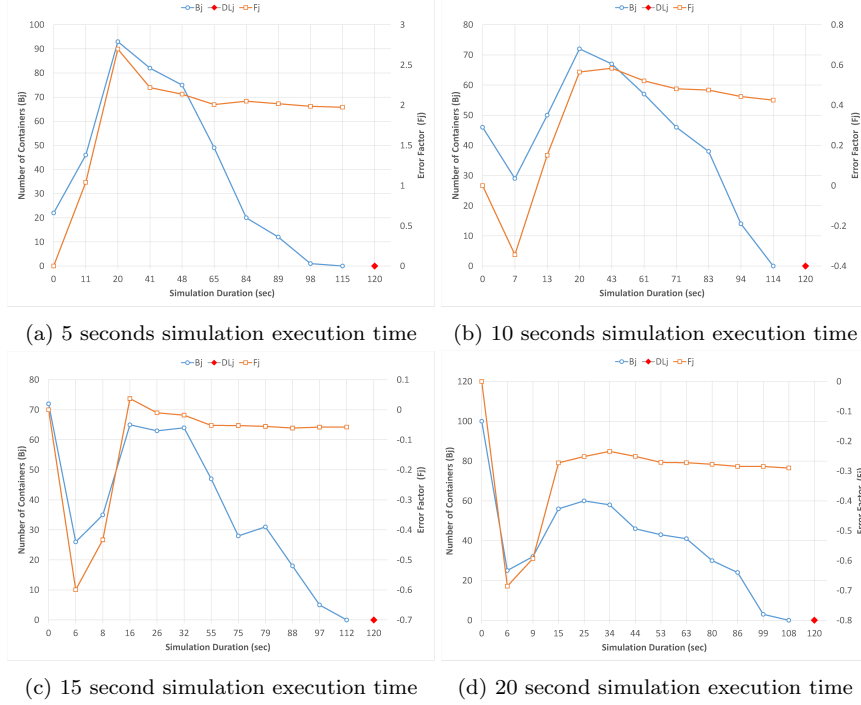 Bj DLj Fj
100 90 80 70 60 50 40 30 20 10 0
Number of Containers (Bj)
3 2.5 2 1.5 1 0.5 0
Error Factor (Fj)
0 11 20 41 48 65 84 89 98 115 120
Simulation Duration (sec)
(a) 5 seconds simulation execution time
Bj DLj Fj
80 70 60 50 40 30 20 10 0
Number of Containers (Bj)
0.8 0.6 0.4 0.2 0 -0.2 -0.4
Error Factor (Fj)
0 7 13 20 43 61 71 83 94 114 120
Simulation Duration (sec)
(b) 10 seconds simulation execution time
Bj DLj Fj
80 70 60 50 40 30 20 10 0
Number of Containers (Bj)
0.1 0 -0.1 -0.2 -0.3 -0.4 -0.5 -0.6 -0.7
Error Factor (Fj)
0 6 8 16 26 32 55 75 79 88 97 112 120
Simulation Duration (sec)
(c) 15 second simulation execution time
Bj DLj Fj
120 100 80 60 40 20 0
Number of Containers (Bj)
0 -0.1 -0.2 -0.3 -0.4 -0.5 -0.6 -0.7 -0.8
Error Factor (Fj)
0 6 9 15 25 34 44 53 63 80 86 99 108 120
Simulation Duration (sec)
(d) 20 second simulation execution time